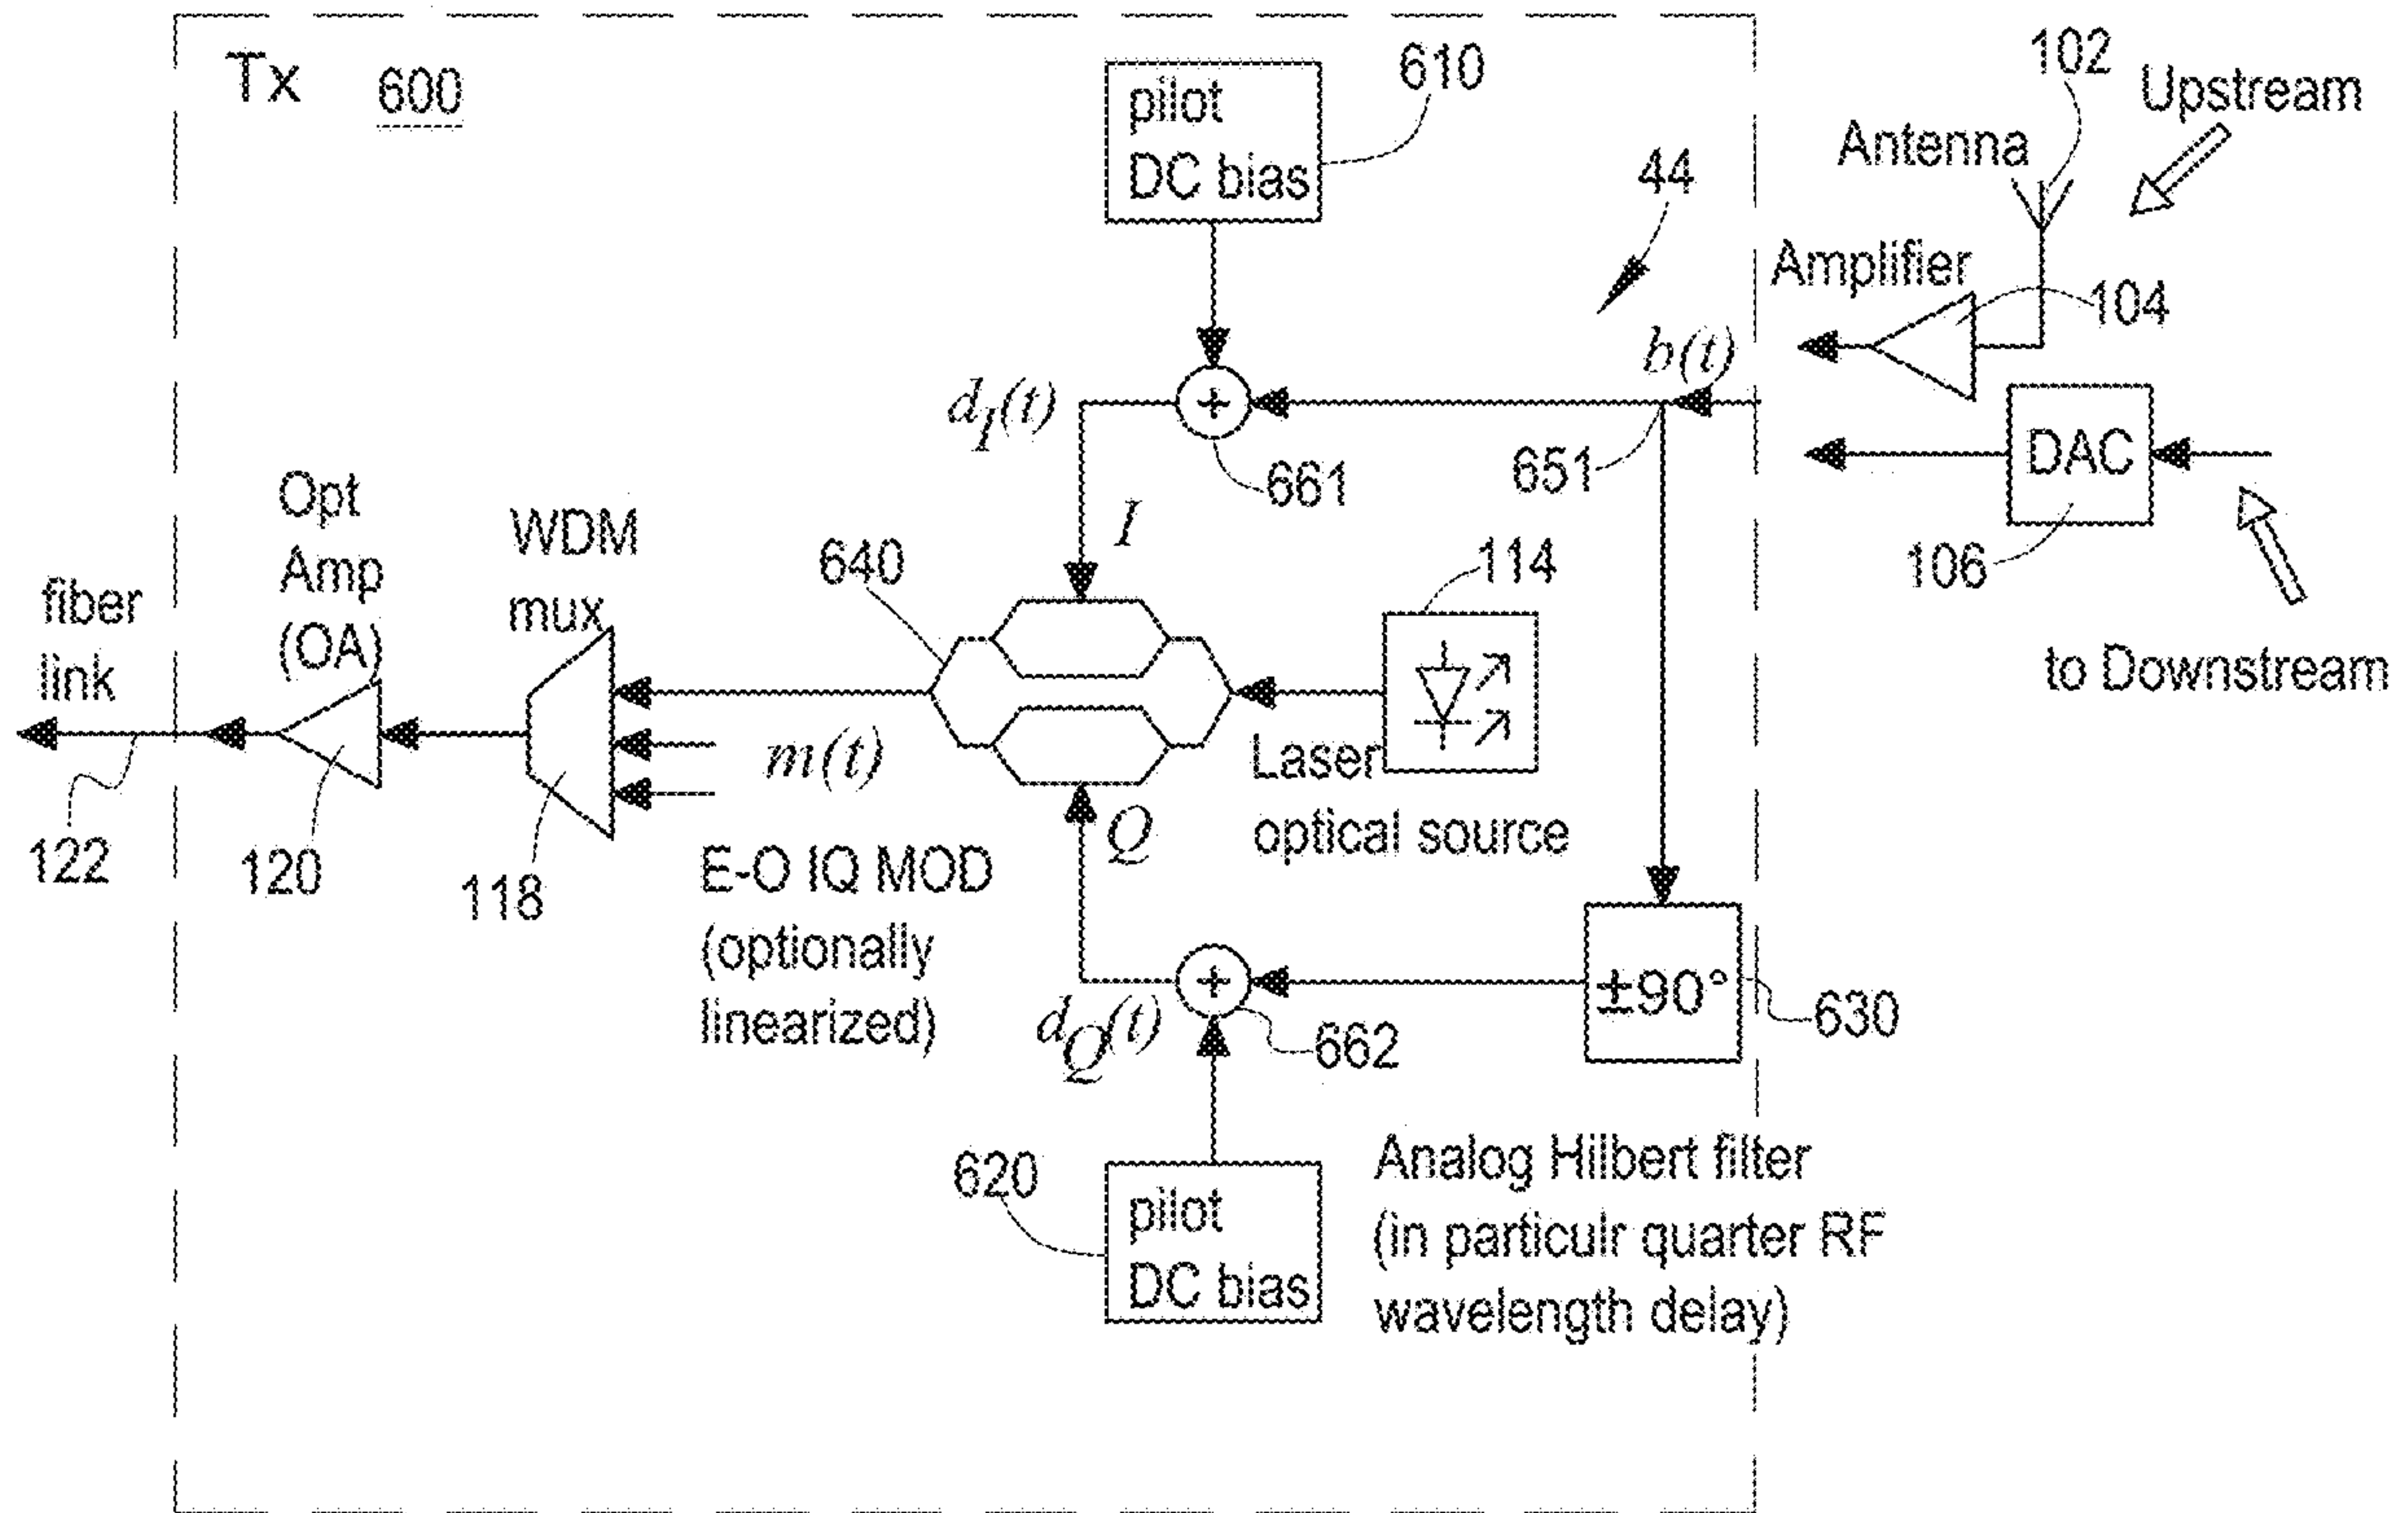 Tx 600
pilot
DC bias
610
44
102
Upstream
Antenna
Amplifier
104
b(t)
d_I(t)
661
651
DAC
106
to Downstream
I
640
114
Opt
Amp
(OA)
WDM
mux
fiber
link
m(t)
Laser
optical source
Q
122
120
118
E-O IQ MOD
(optionally
linearized)
d_Q(t)
662
±90°
630
620
pilot
DC bias
Analog Hilbert filter
(in particulr quarter RF
wavelength delay)